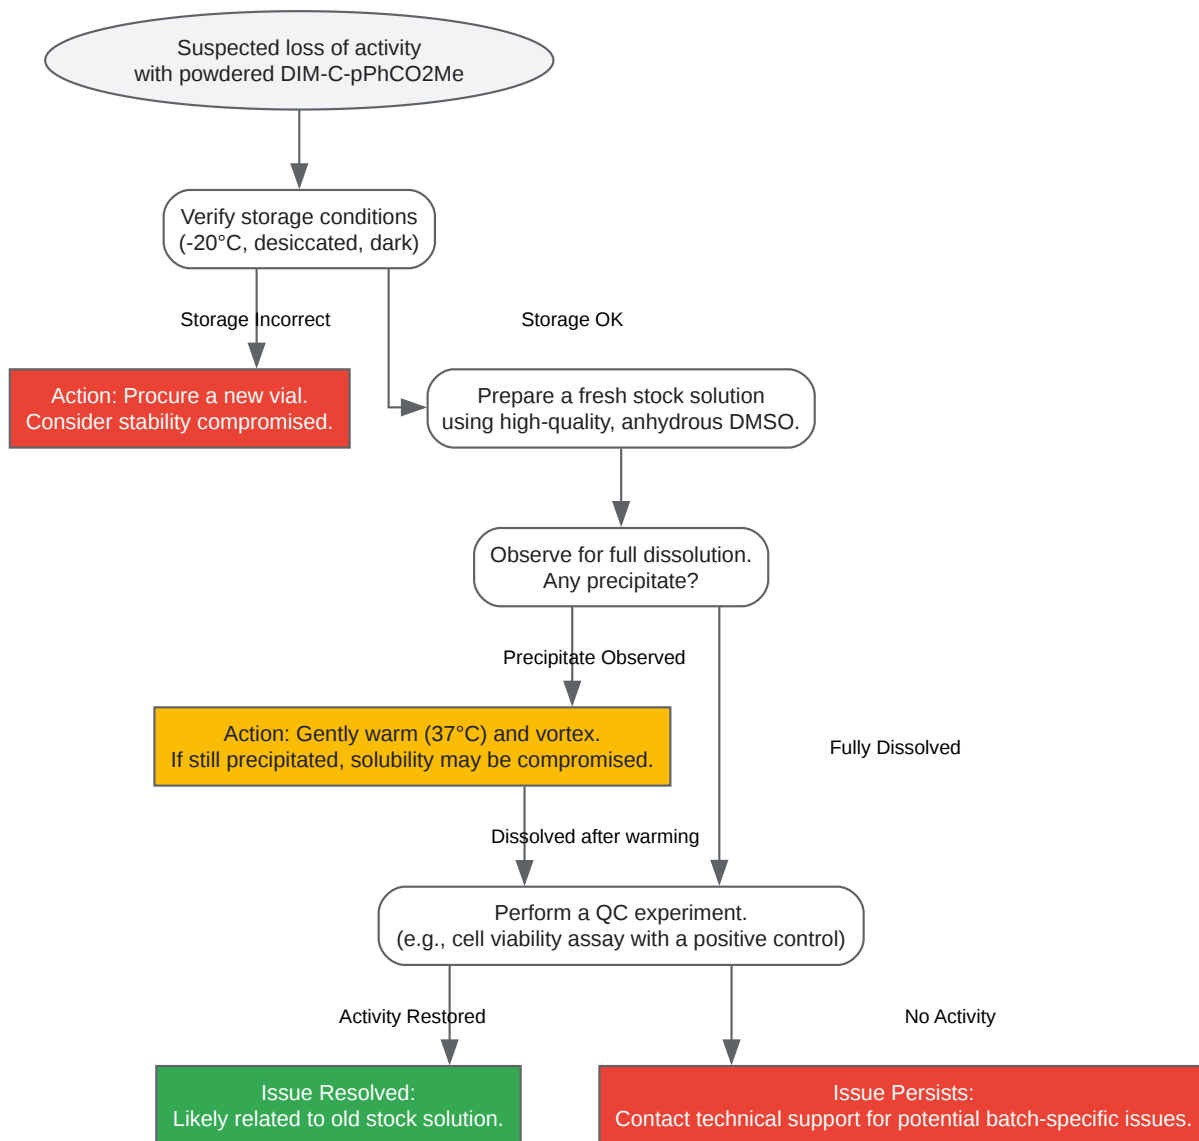 Suspected loss of activity
with powdered DIM-C-pPhCO2Me
Verify storage conditions
(-20°C, desiccated, dark)
Storage Incorrect
Storage OK
Action: Procure a new vial.
Consider stability compromised.
Prepare a fresh stock solution
using high-quality, anhydrous DMSO.
Observe for full dissolution.
Any precipitate?
Precipitate Observed
Action: Gently warm (37°C) and vortex.
If still precipitated, solubility may be compromised.
Fully Dissolved
Dissolved after warming
Perform a QC experiment.
(e.g., cell viability assay with a positive control)
Activity Restored
No Activity
Issue Resolved:
Likely related to old stock solution.
Issue Persists:
Contact technical support for potential batch-specific issues.